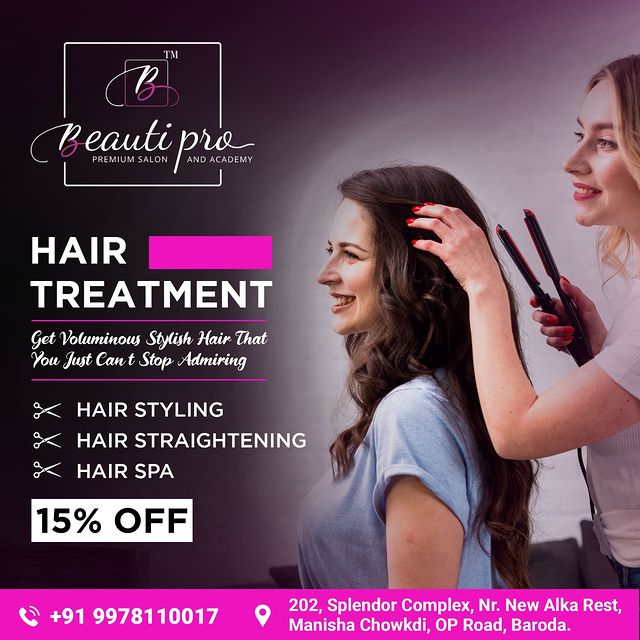 TM
B
Beauti pro
PREMIUM SALON AND ACADEMY
HAIR
TREATMENT
Get Voluminous Stylish Hair That
You Just Can't Stop Admiring
HAIR STYLING
HAIR STRAIGHTENING
HAIR SPA
15% OFF
+91 9978110017
202, Splendor Complex, Nr. New Alka Rest,
Manisha Chowkdi, OP Road, Baroda.